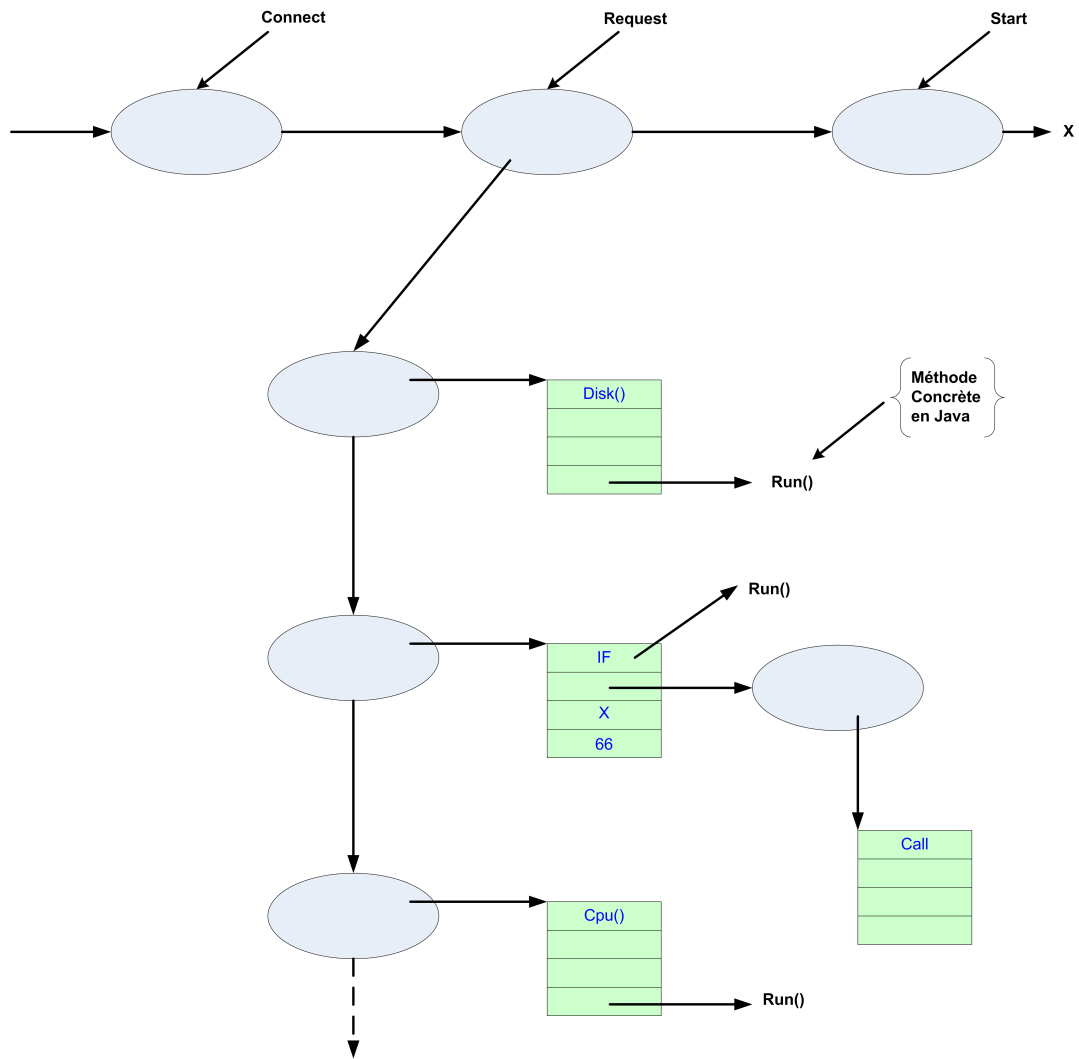 Connect
Request
Start
X
Disk()
Méthode
Concrète
en Java
Run()
Run()
IF
X
66
Call
Cpu()
Run()